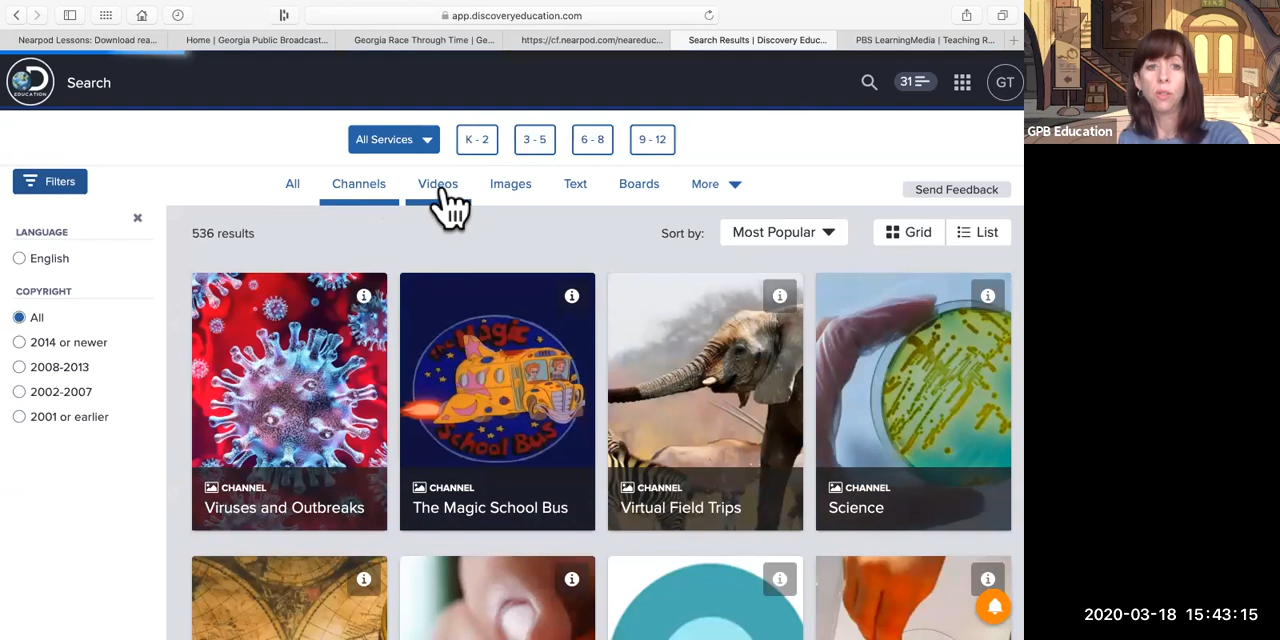 app.discoveryeducation.com
Nearpod Lessons: Download rea...
Home | Georgia Public Broadcast...
Georgia Race Through Time | Ge...
https://cf.nearpod.com/neareduc...
Search Results | Discovery Educ...
PBS LearningMedia | Teaching R...
EDUCATION
Search
31
GT
GPB Education
All Services
K - 2
3 - 5
6 - 8
9 - 12
Filters
All
Channels
Videos
Images
Text
Boards
More
Send Feedback
LANGUAGE
English
COPYRIGHT
All
2014 or newer
2008-2013
2002-2007
2001 or earlier
536 results
Sort by:
Most Popular
Grid
List
CHANNEL
Viruses and Outbreaks
The Magic
School Bus
CHANNEL
The Magic School Bus
CHANNEL
Virtual Field Trips
CHANNEL
Science
2020-03-18 15:43:15